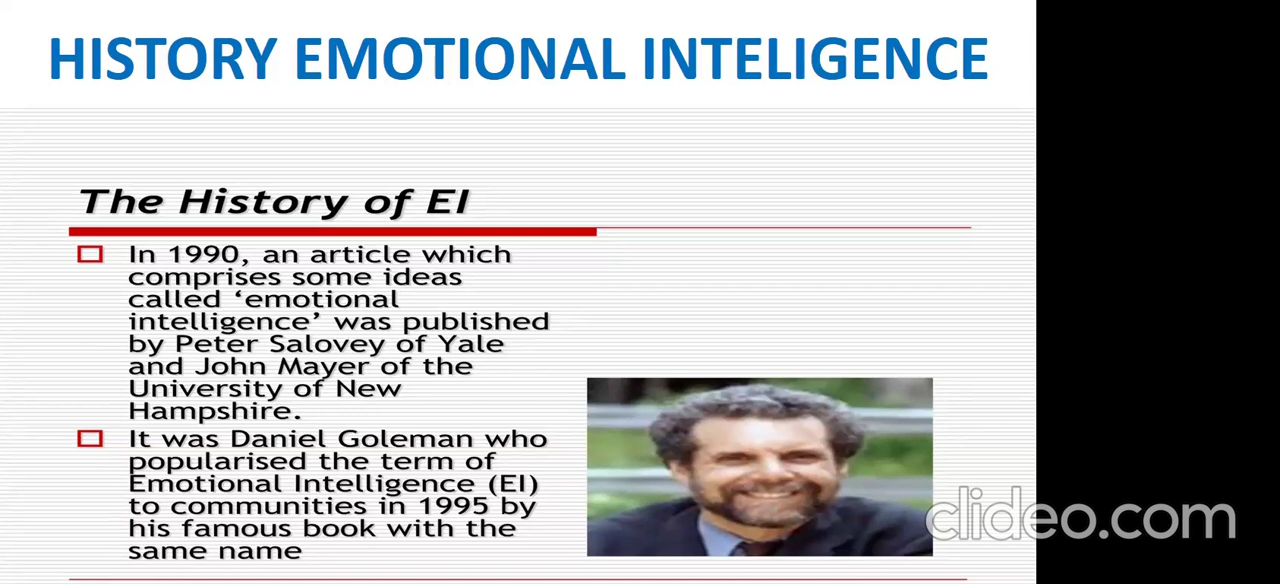 HISTORY EMOTIONAL INTELIGENCE
The History of EI
In 1990, an article which
comprises some ideas
called ‘emotional
intelligence’ was published
by Peter Salovey of Yale
and John Mayer of the
University of New
Hampshire.
It was Daniel Goleman who
popularised the term of
Emotional Intelligence (EI)
to communities in 1995 by
his famous book with the
same name
clideo.com